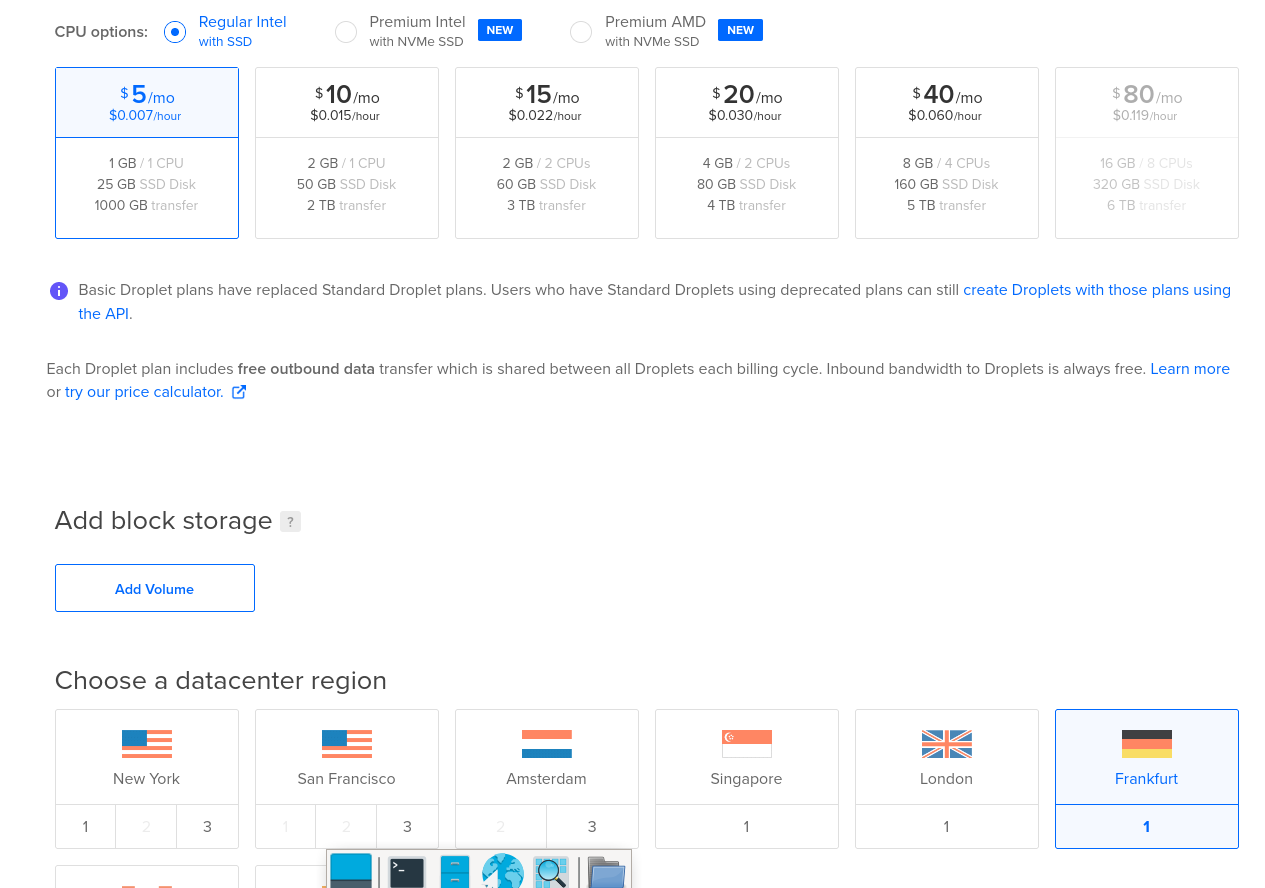 CPU options:
Regular Intel
with SSD
Premium Intel
with NVMe SSD
NEW
Premium AMD
with NVMe SSD
NEW
$ 5/mo
$0.007/hour
1 GB / 1 CPU
25 GB SSD Disk
1000 GB transfer
$ 10/mo
$0.015/hour
2 GB / 1 CPU
50 GB SSD Disk
2 TB transfer
$ 15/mo
$0.022/hour
2 GB / 2 CPUs
60 GB SSD Disk
3 TB transfer
$ 20/mo
$0.030/hour
4 GB / 2 CPUs
80 GB SSD Disk
4 TB transfer
$ 40/mo
$0.060/hour
8 GB / 4 CPUs
160 GB SSD Disk
5 TB transfer
$ 80/mo
$0.119/hour
16 GB / 8 CPUs
320 GB SSD Disk
6 TB transfer
Basic Droplet plans have replaced Standard Droplet plans. Users who have Standard Droplets using deprecated plans can still create Droplets with those plans using
the API.
Each Droplet plan includes free outbound data transfer which is shared between all Droplets each billing cycle. Inbound bandwidth to Droplets is always free. Learn more
or try our price calculator.
Add block storage ?
Add Volume
Choose a datacenter region
New York
1 2 3
San Francisco
1 2 3
Amsterdam
2 3
Singapore
1
London
1
Frankfurt
1